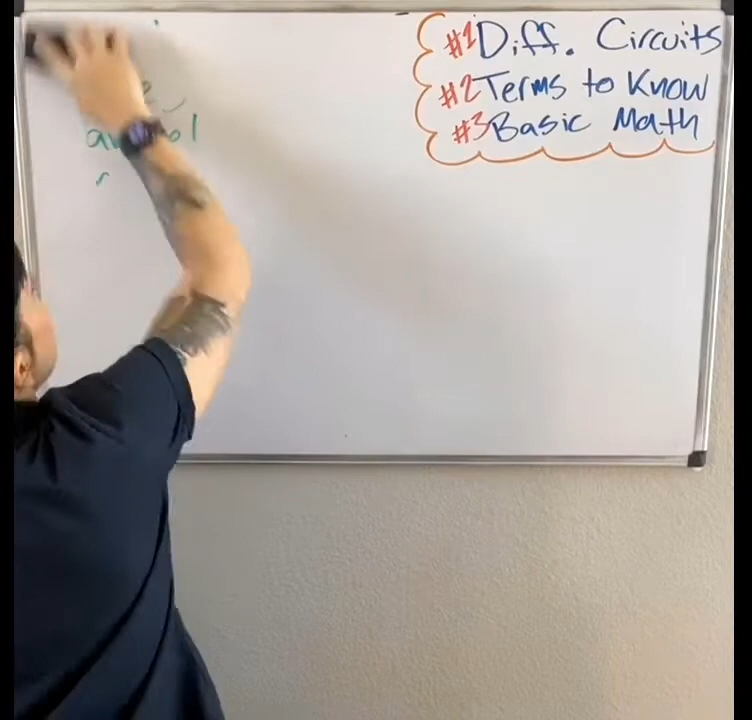 #1 Diff. Circuits
#2 Terms to Know
#3 Basic Math